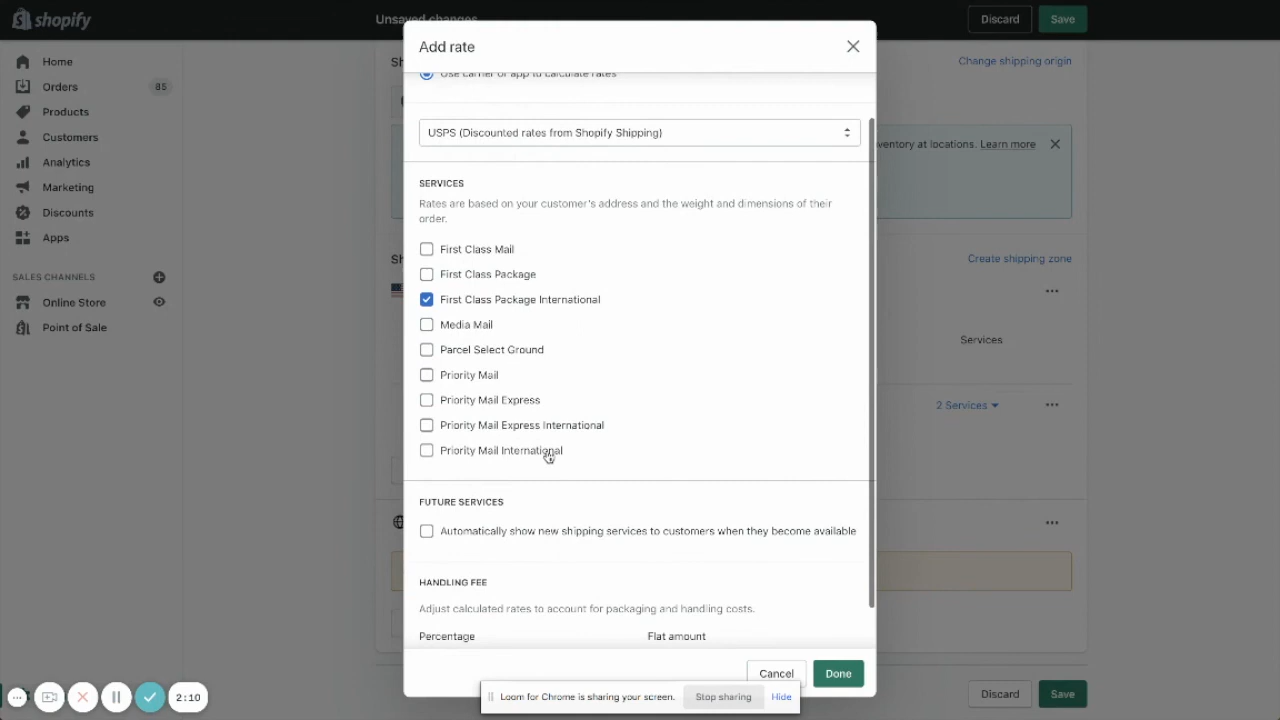 shopify
Unsaved changes
Discard
Save
Home
Orders
85
Products
Customers
Analytics
Marketing
Discounts
Apps
SALES CHANNELS
Online Store
Point of Sale
Sh
Change shipping origin
ventory at locations. Learn more
Sh
Create shipping zone
Services
2 Services
Add rate
Use carrier or app to calculate rates
USPS (Discounted rates from Shopify Shipping)
SERVICES
Rates are based on your customer's address and the weight and dimensions of their
order.
First Class Mail
First Class Package
First Class Package International
Media Mail
Parcel Select Ground
Priority Mail
Priority Mail Express
Priority Mail Express International
Priority Mail International
FUTURE SERVICES
Automatically show new shipping services to customers when they become available
HANDLING FEE
Adjust calculated rates to account for packaging and handling costs.
Percentage
Flat amount
Cancel
Done
2:10
Loom for Chrome is sharing your screen.
Stop sharing
Hide
Discard
Save